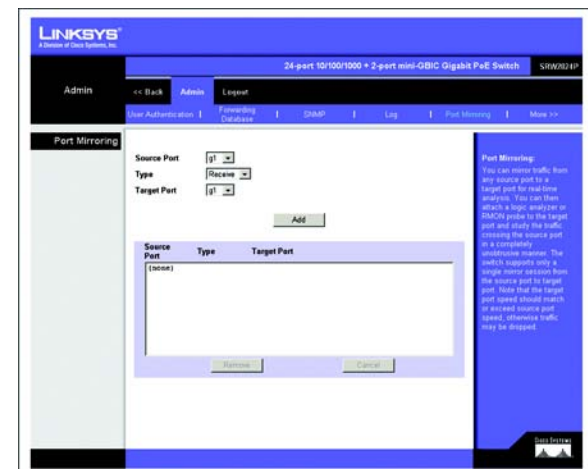 LINKSYS®
A Division of Cisco Systems, Inc.
24-port 10/100/1000 + 2-port mini-GBIC Gigabit PoE Switch
SRW2024P
Admin
<< Back
Admin
Logout
User Authentication
Forwarding
Database
SNMP
Log
Port Mirroring
More >>
Port Mirroring
Source Port
g1
Type
Receive
Target Port
g1
Add
Source
Port
Type
Target Port
(none)
Remove
Cancel
Port Mirroring:
You can mirror traffic from
any source port to a
target port for real-time
analysis. You can then
attach a logic analyzer or
RMON probe to the target
port and study the traffic
crossing the source port
in a completely
unobtrusive manner. The
switch supports only a
single mirror session from
the source port to target
port. Note that the target
port speed should match
or exceed source port
speed, otherwise traffic
may be dropped.
Cisco Systems